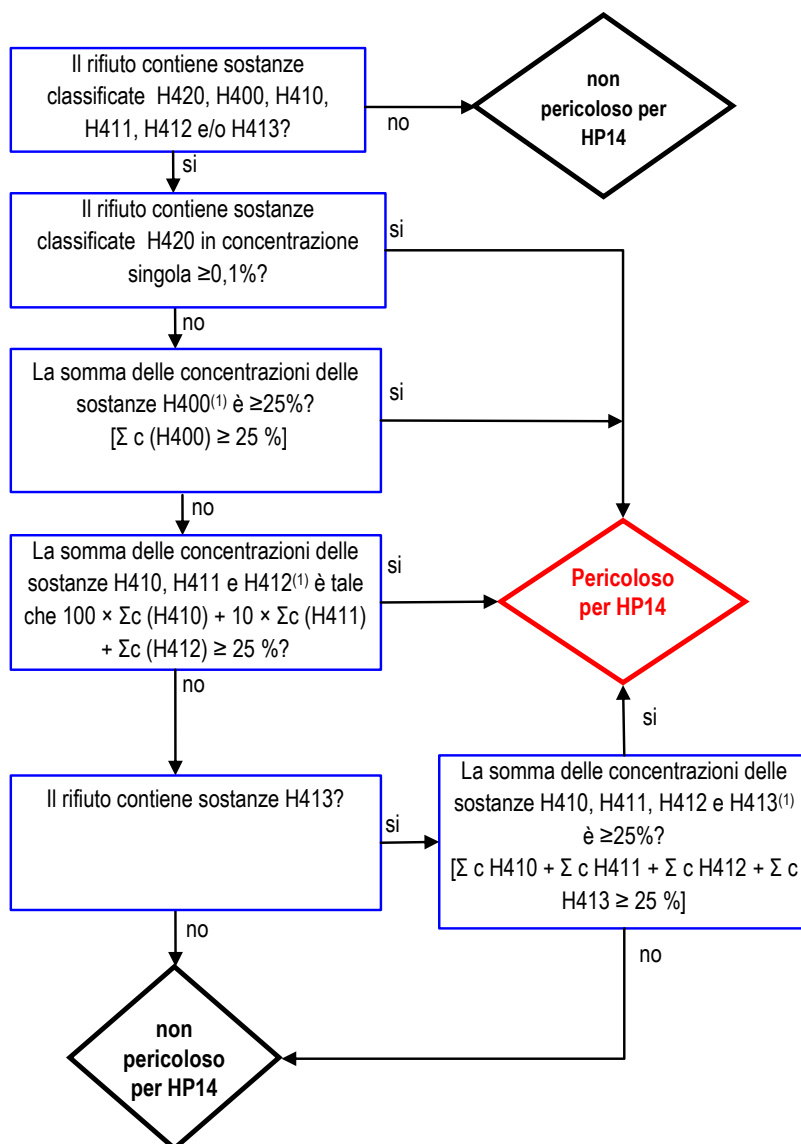 Il rifiuto contiene sostanze
classificate H420, H400, H410,
H411, H412 e/o H413?
no
non
pericoloso per
HP14
si
Il rifiuto contiene sostanze
classificate H420 in concentrazione
singola ≥0,1%?
si
no
La somma delle concentrazioni delle
sostanze H400(1) è ≥25%?
[Σ c (H400) ≥ 25 %]
si
no
La somma delle concentrazioni delle
sostanze H410, H411 e H412(1) è tale
che 100 × Σc (H410) + 10 × Σc (H411)
+ Σc (H412) ≥ 25 %?
si
Pericoloso
per HP14
no
si
Il rifiuto contiene sostanze H413?
si
La somma delle concentrazioni delle
sostanze H410, H411, H412 e H413(1)
è ≥25%?
[Σ c H410 + Σ c H411 + Σ c H412 + Σ c
H413 ≥ 25 %]
no
no
non
pericoloso
per HP14